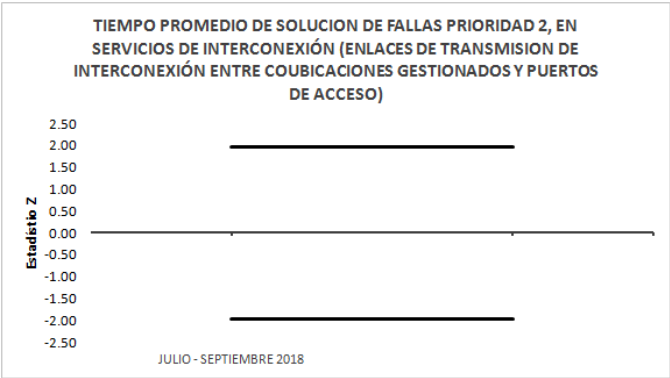 TIEMPO PROMEDIO DE SOLUCION DE FALLAS PRIORIDAD 2, EN
SERVICIOS DE INTERCONEXIÓN (ENLACES DE TRANSMISION DE
INTERCONEXIÓN ENTRE COUBICACIONES GESTIONADOS Y PUERTOS
DE ACCESO)
2.50
2.00
1.50
1.00
0.50
0.00
-0.50
-1.00
-1.50
-2.00
-2.50
Estadístio Z
JULIO - SEPTIEMBRE 2018